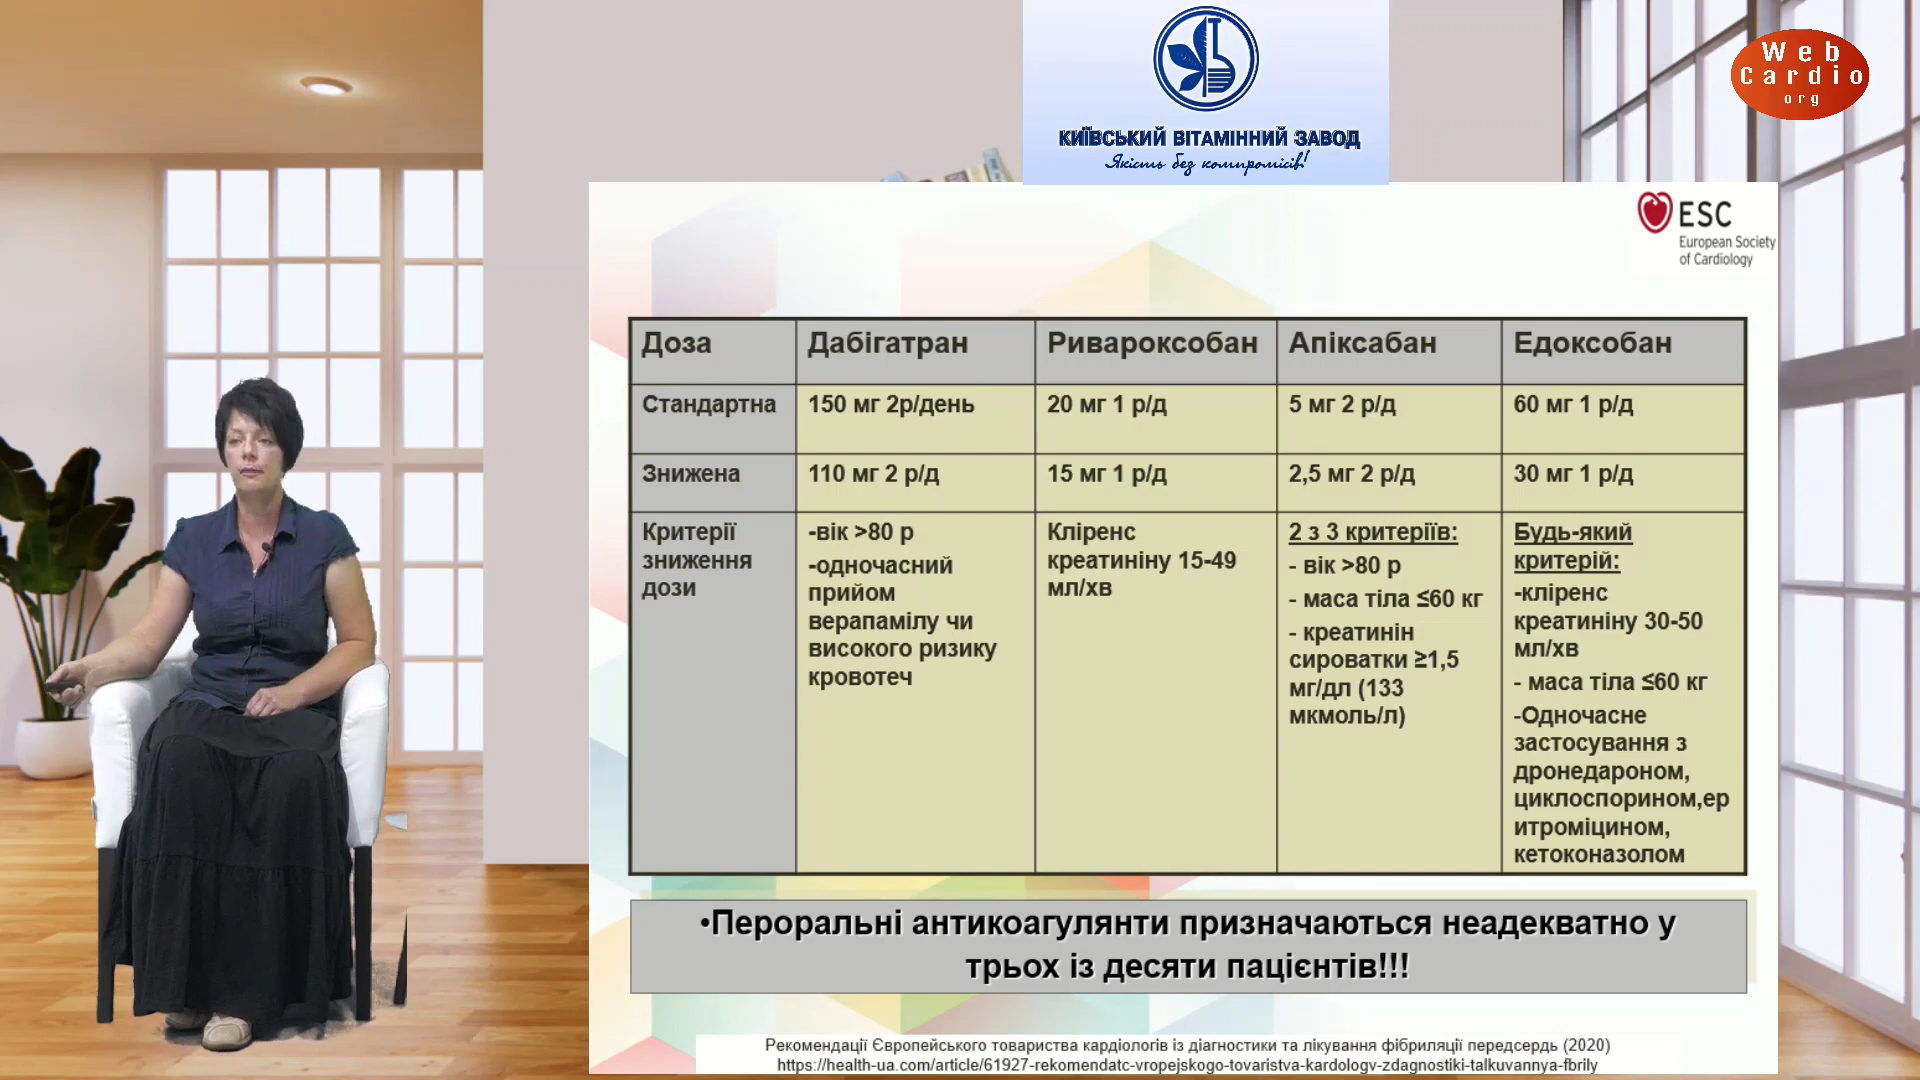 КИЇВСЬКИЙ ВІТАМІННИЙ ЗАВОД
Якість без компромісів!
Web
Cardio
org
ESC
European Society
of Cardiology
Доза Дабігатран Ривароксобан Апіксабан Едоксобан
Стандартна 150 мг 2р/день 20 мг 1 р/д 5 мг 2 р/д 60 мг 1 р/д
Знижена 110 мг 2 р/д 15 мг 1 р/д 2,5 мг 2 р/д 30 мг 1 р/д
Критерії
зниження
дози
-вік >80 р
-одночасний
прийом
верапамілу чи
високого ризику
кровотеч
Кліренс
креатиніну 15-49
мл/хв
2 з 3 критеріїв:
- вік >80 р
- маса тіла ≤60 кг
- креатинін
сироватки ≥1,5
мг/дл (133
мкмоль/л)
Будь-який
критерій:
-кліренс
креатиніну 30-50
мл/хв
- маса тіла ≤60 кг
-Одночасне
застосування з
дронедароном,
циклоспорином,ер
итроміцином,
кетоконазолом
•Пероральні антикоагулянти призначаються неадекватно у
трьох із десяти пацієнтів!!!
Рекомендації Європейського товариства кардіологів із діагностики та лікування фібриляції передсердь (2020)
https://health-ua.com/article/61927-rekomendatc-vropejskogo-tovaristva-kardologv-zdagnostiki-talkuvannya-fbrily